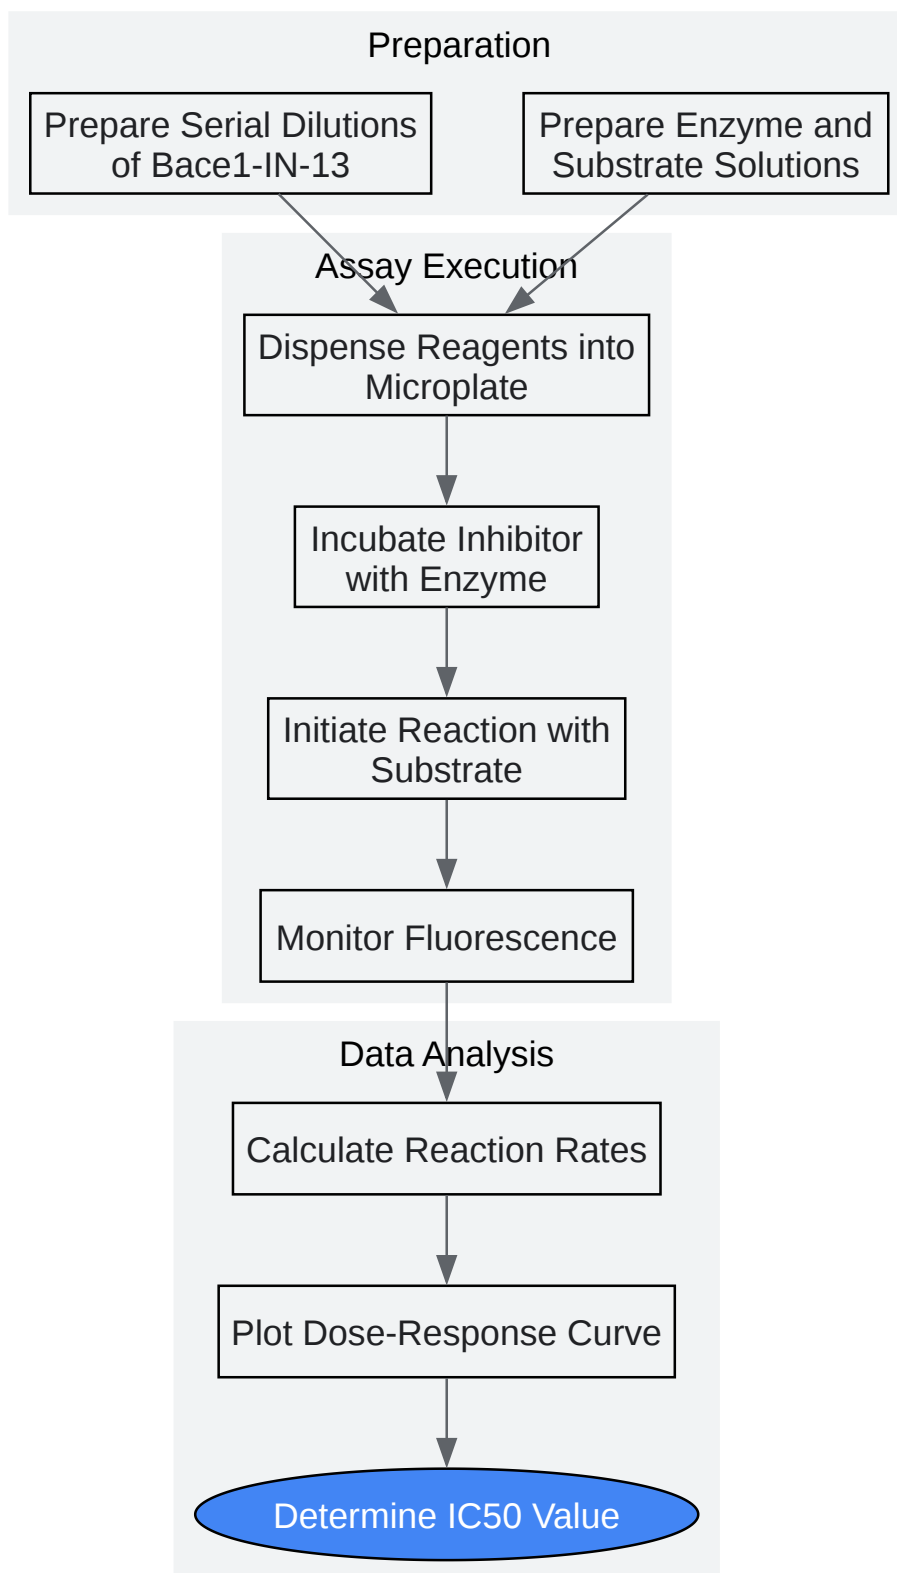 Preparation
Prepare Serial Dilutions
of Bace1-IN-13
Prepare Enzyme and
Substrate Solutions
Assay Execution
Dispense Reagents into
Microplate
Incubate Inhibitor
with Enzyme
Initiate Reaction with
Substrate
Monitor Fluorescence
Data Analysis
Calculate Reaction Rates
Plot Dose-Response Curve
Determine IC50 Value